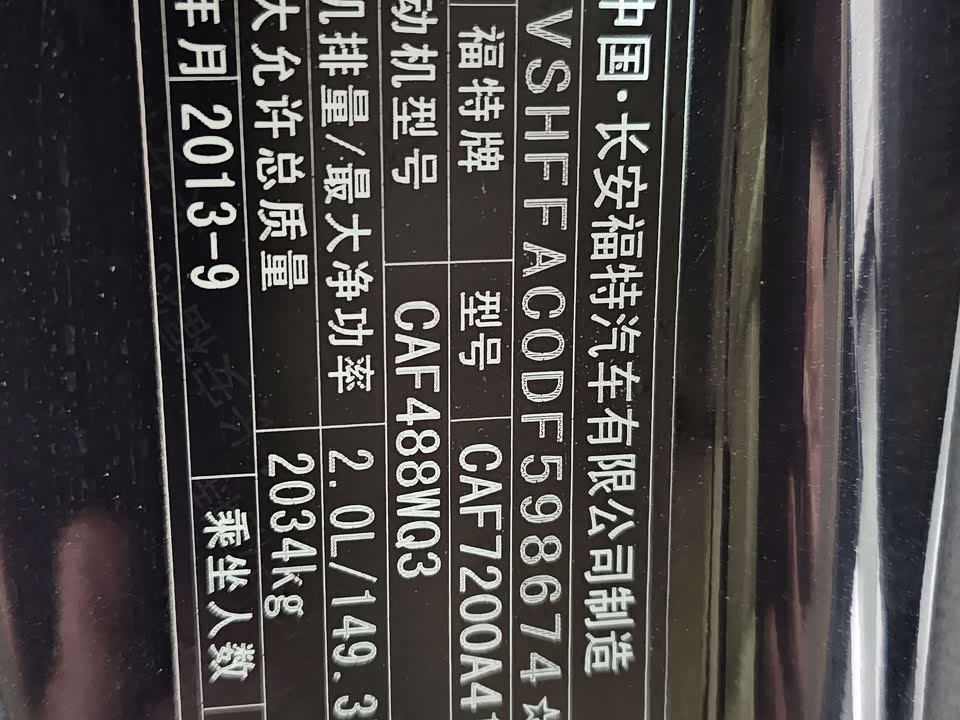 中国·长安福特汽车有限公司制造
VSHFFACODF598674☆
福特牌 型号 CAF7200A4
动机型号 CAF488WQ3
机排量/最大净功率 2.0L/149.3
大允许总质量 2034kg
年月 2013-9 乘坐人数